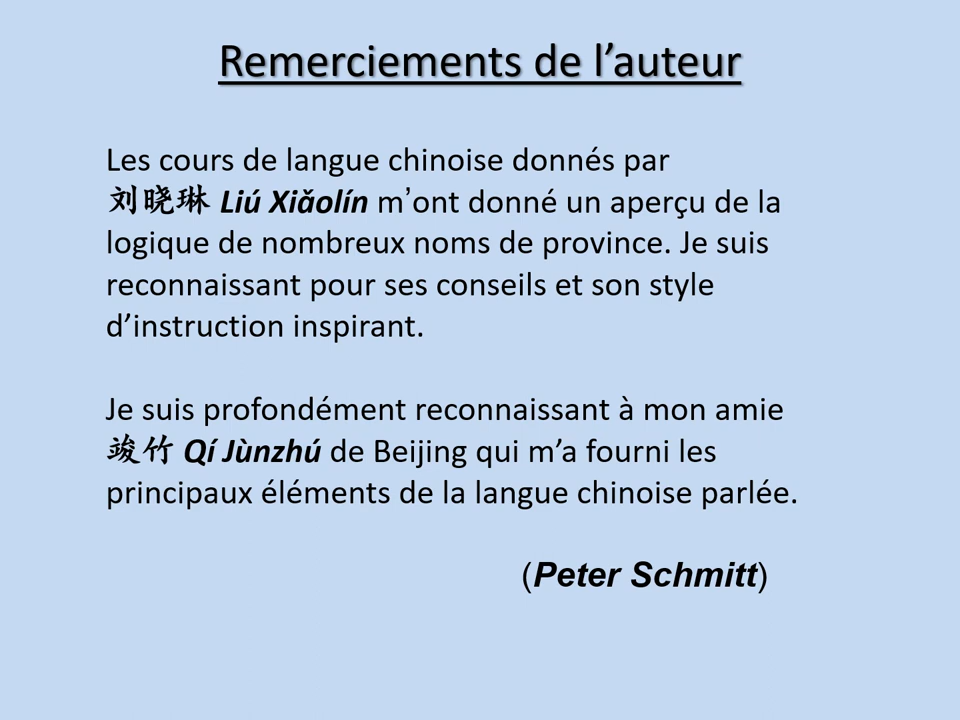 Remerciements de l’auteur
Les cours de langue chinoise donnés par
刘晓琳 Liú Xiǎolín m’ont donné un aperçu de la
logique de nombreux noms de province. Je suis
reconnaissant pour ses conseils et son style
d’instruction inspirant.
Je suis profondément reconnaissant à mon amie
竣竹 Qí Jùnzhú de Beijing qui m’a fourni les
principaux éléments de la langue chinoise parlée.
(Peter Schmitt)